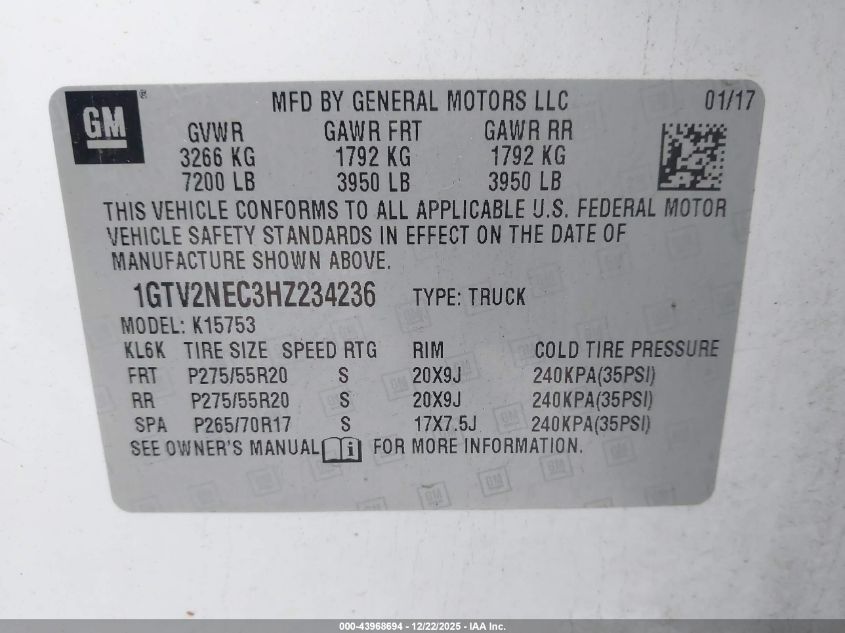 GM®
MFD BY GENERAL MOTORS LLC 01/17
GVWR GAWR FRT GAWR RR
3266 KG 1792 KG 1792 KG
7200 LB 3950 LB 3950 LB
THIS VEHICLE CONFORMS TO ALL APPLICABLE U.S. FEDERAL MOTOR
VEHICLE SAFETY STANDARDS IN EFFECT ON THE DATE OF
MANUFACTURE SHOWN ABOVE.
1GTV2NEC3HZ234236 TYPE: TRUCK
MODEL: K15753
KL6K TIRE SIZE SPEED RTG RIM COLD TIRE PRESSURE
FRT P275/55R20 S 20X9J 240KPA(35PSI)
RR P275/55R20 S 20X9J 240KPA(35PSI)
SPA P265/70R17 S 17X7.5J 240KPA(35PSI)
SEE OWNER'S MANUAL FOR MORE INFORMATION.
000-43968694 - 12/22/2025 - IAA Inc.